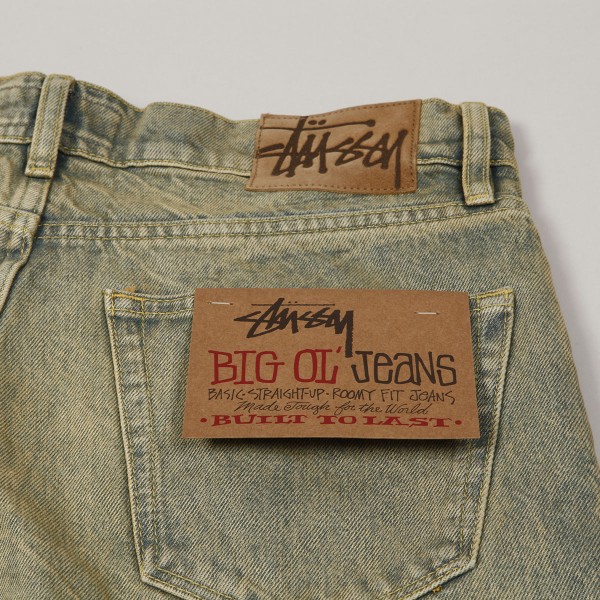 Stüssy
Stüssy
BIG OL' JEANS
BASIC STRAIGHT-UP · ROOMY FIT JEANS
Made Tough for the World
· BUILT TO LAST ·